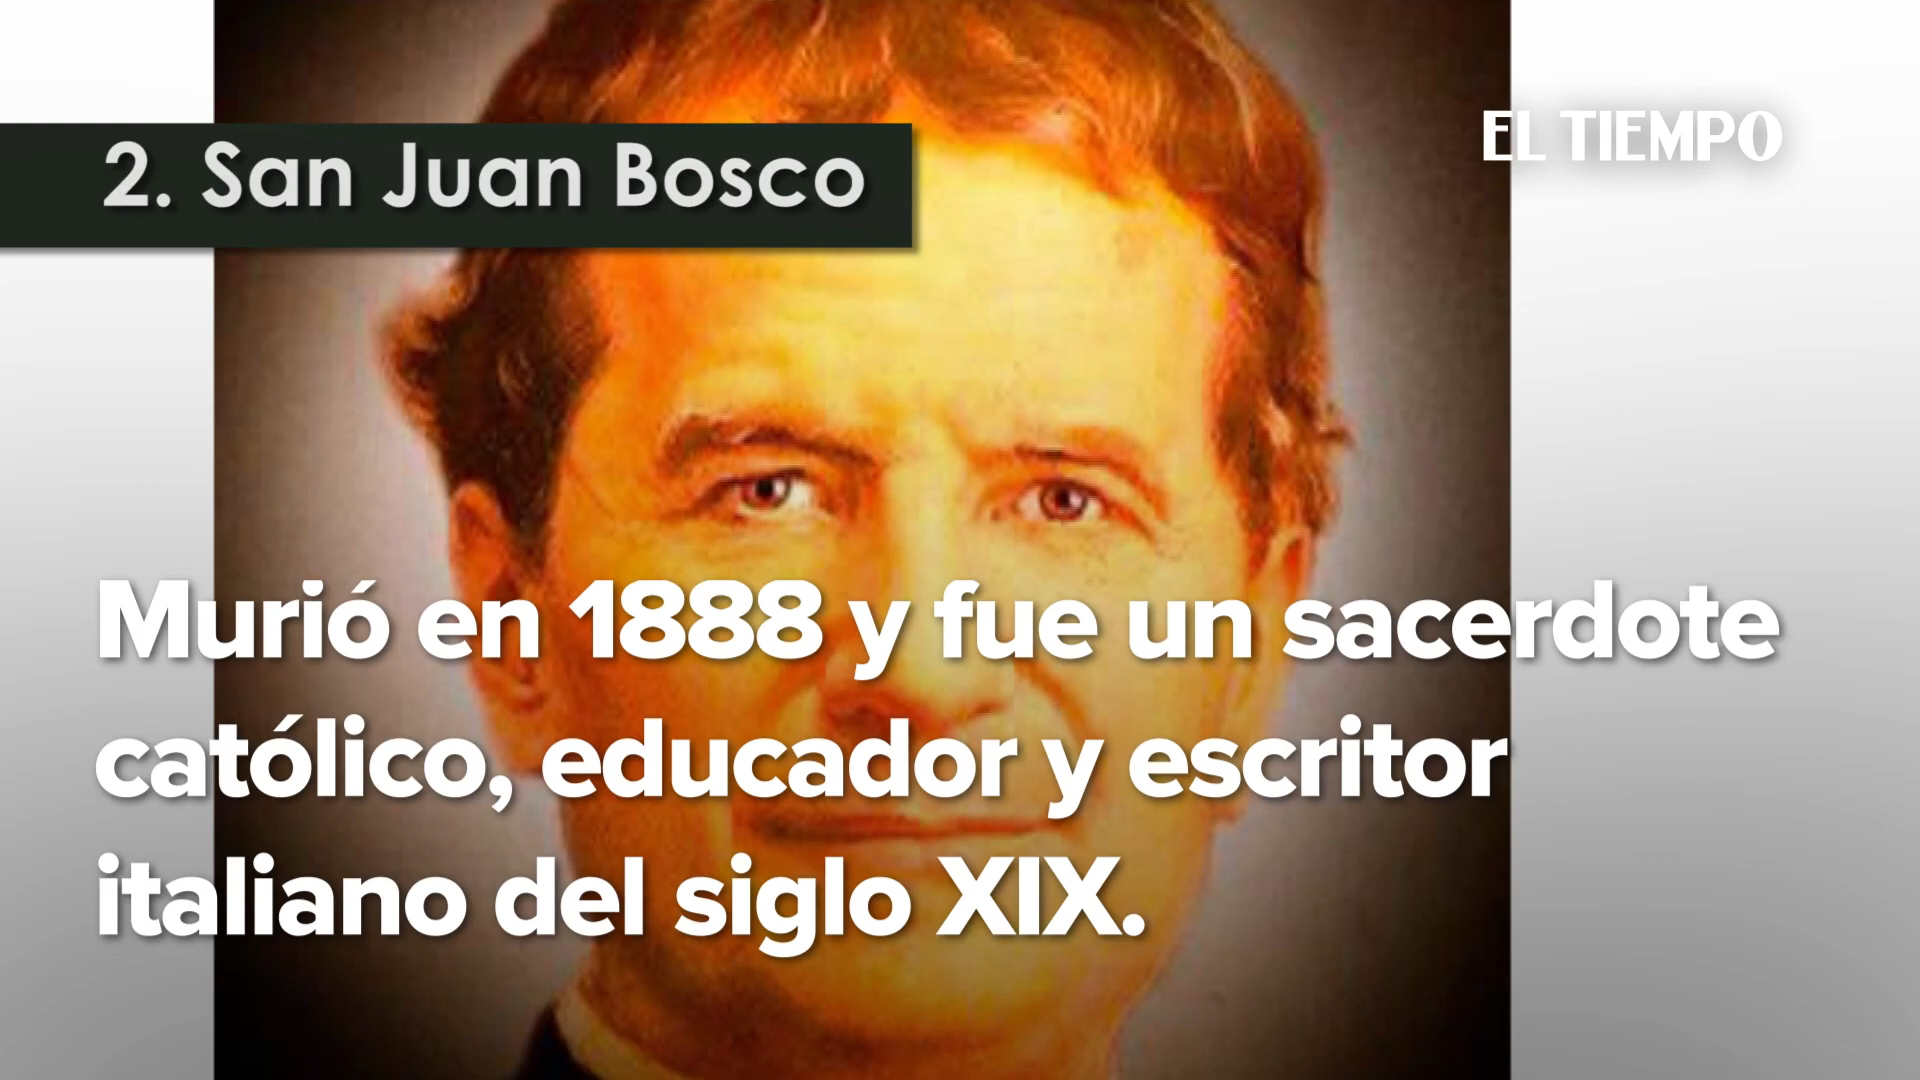 2. San Juan Bosco
EL TIEMPO
Murió en 1888 y fue un sacerdote
católico, educador y escritor
italiano del siglo XIX.